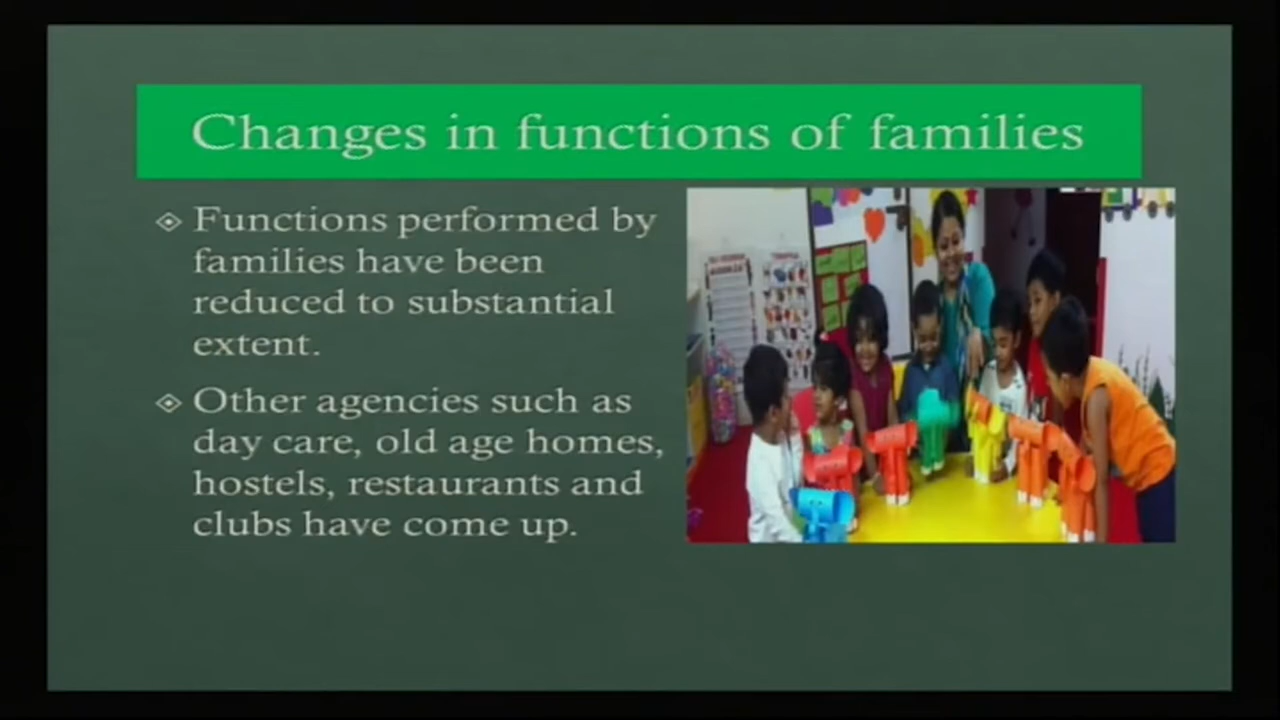 Changes in functions of families
Functions performed by
families have been
reduced to substantial
extent.
Other agencies such as
day care, old age homes,
hostels, restaurants and
clubs have come up.